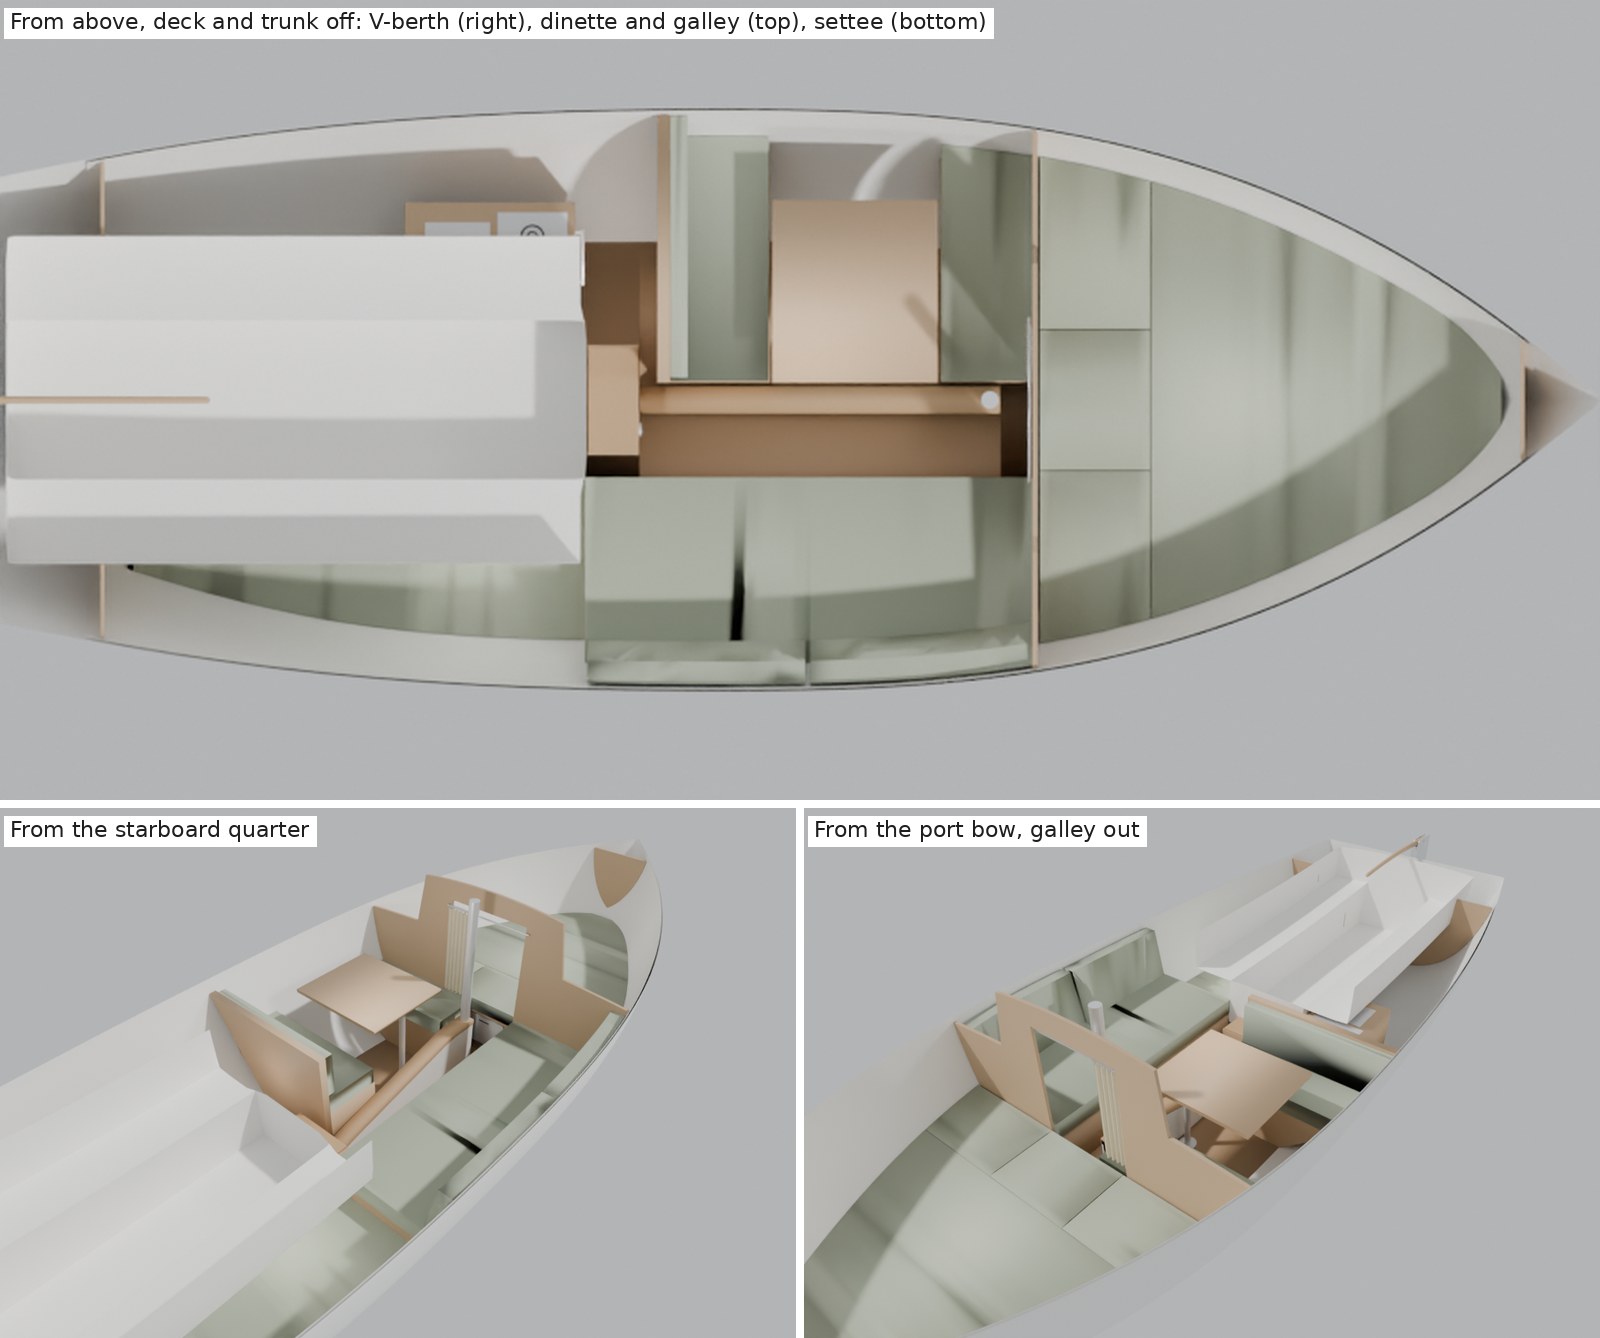 From above, deck and trunk off: V-berth (right), dinette and galley (top), settee (bottom)
From the starboard quarter
From the port bow, galley out